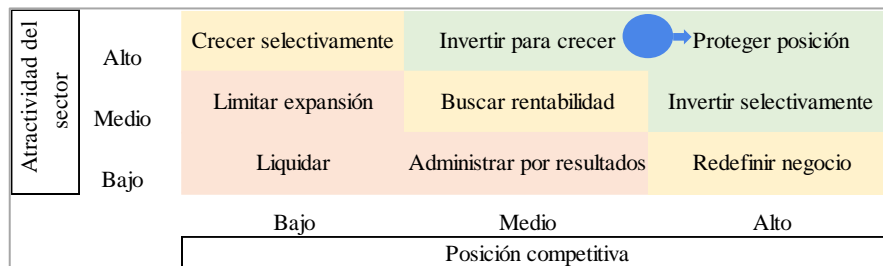 Atractividad del
sector
Alto
Crecer selectivamente
Invertir para crecer
Proteger posición
Medio
Limitar expansión
Buscar rentabilidad
Invertir selectivamente
Bajo
Liquidar
Administrar por resultados
Redefinir negocio
Bajo
Medio
Alto
Posición competitiva